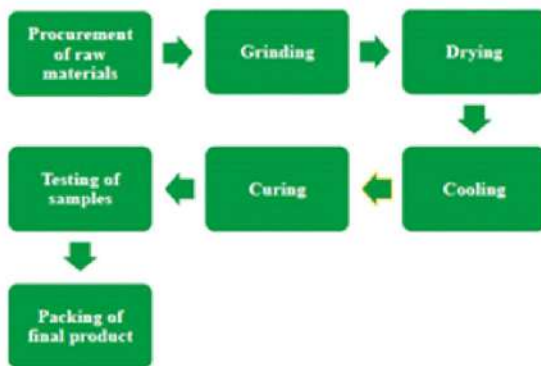 Procurement
of raw
materials
Grinding
Drying
Cooling
Curing
Testing of
samples
Packing of
final product